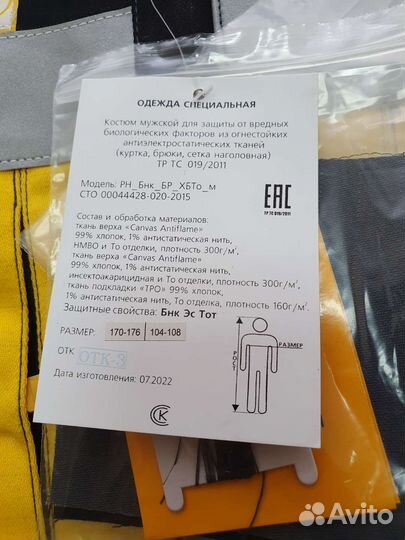 ОДЕЖДА СПЕЦИАЛЬНАЯ
Костюм мужской для защиты от вредных
биологических факторов из огнестойких
антиэлектростатических тканей
(куртка, брюки, сетка наголовная)
ТР ТС 019/2011
Модель: РН_Бнк_БР_ХБТо_м
СТО 00044428-020-2015
ЕАС
ТР ТС 019/2011
Состав и обработка материалов:
ткань верха «Canvas Antiflame»
99% хлопок, 1% антистатическая нить,
НМВО и То отделки, плотность 300г/м²,
ткань верха «Canvas Antiflame»
99% хлопок, 1% антистатическая нить,
инсектоакарицидная и То отделки, плотность 300г/м²,
ткань подкладки «ТРО» 99% хлопок,
1% антистатическая нить, То отделка, плотность 160г/м².
Защитные свойства: Бнк Эс Тот
РАЗМЕР: 170-176 104-108
ОТК ОТК-3
Дата изготовления: 07.2022
РОСТ
РАЗМЕР
Avito